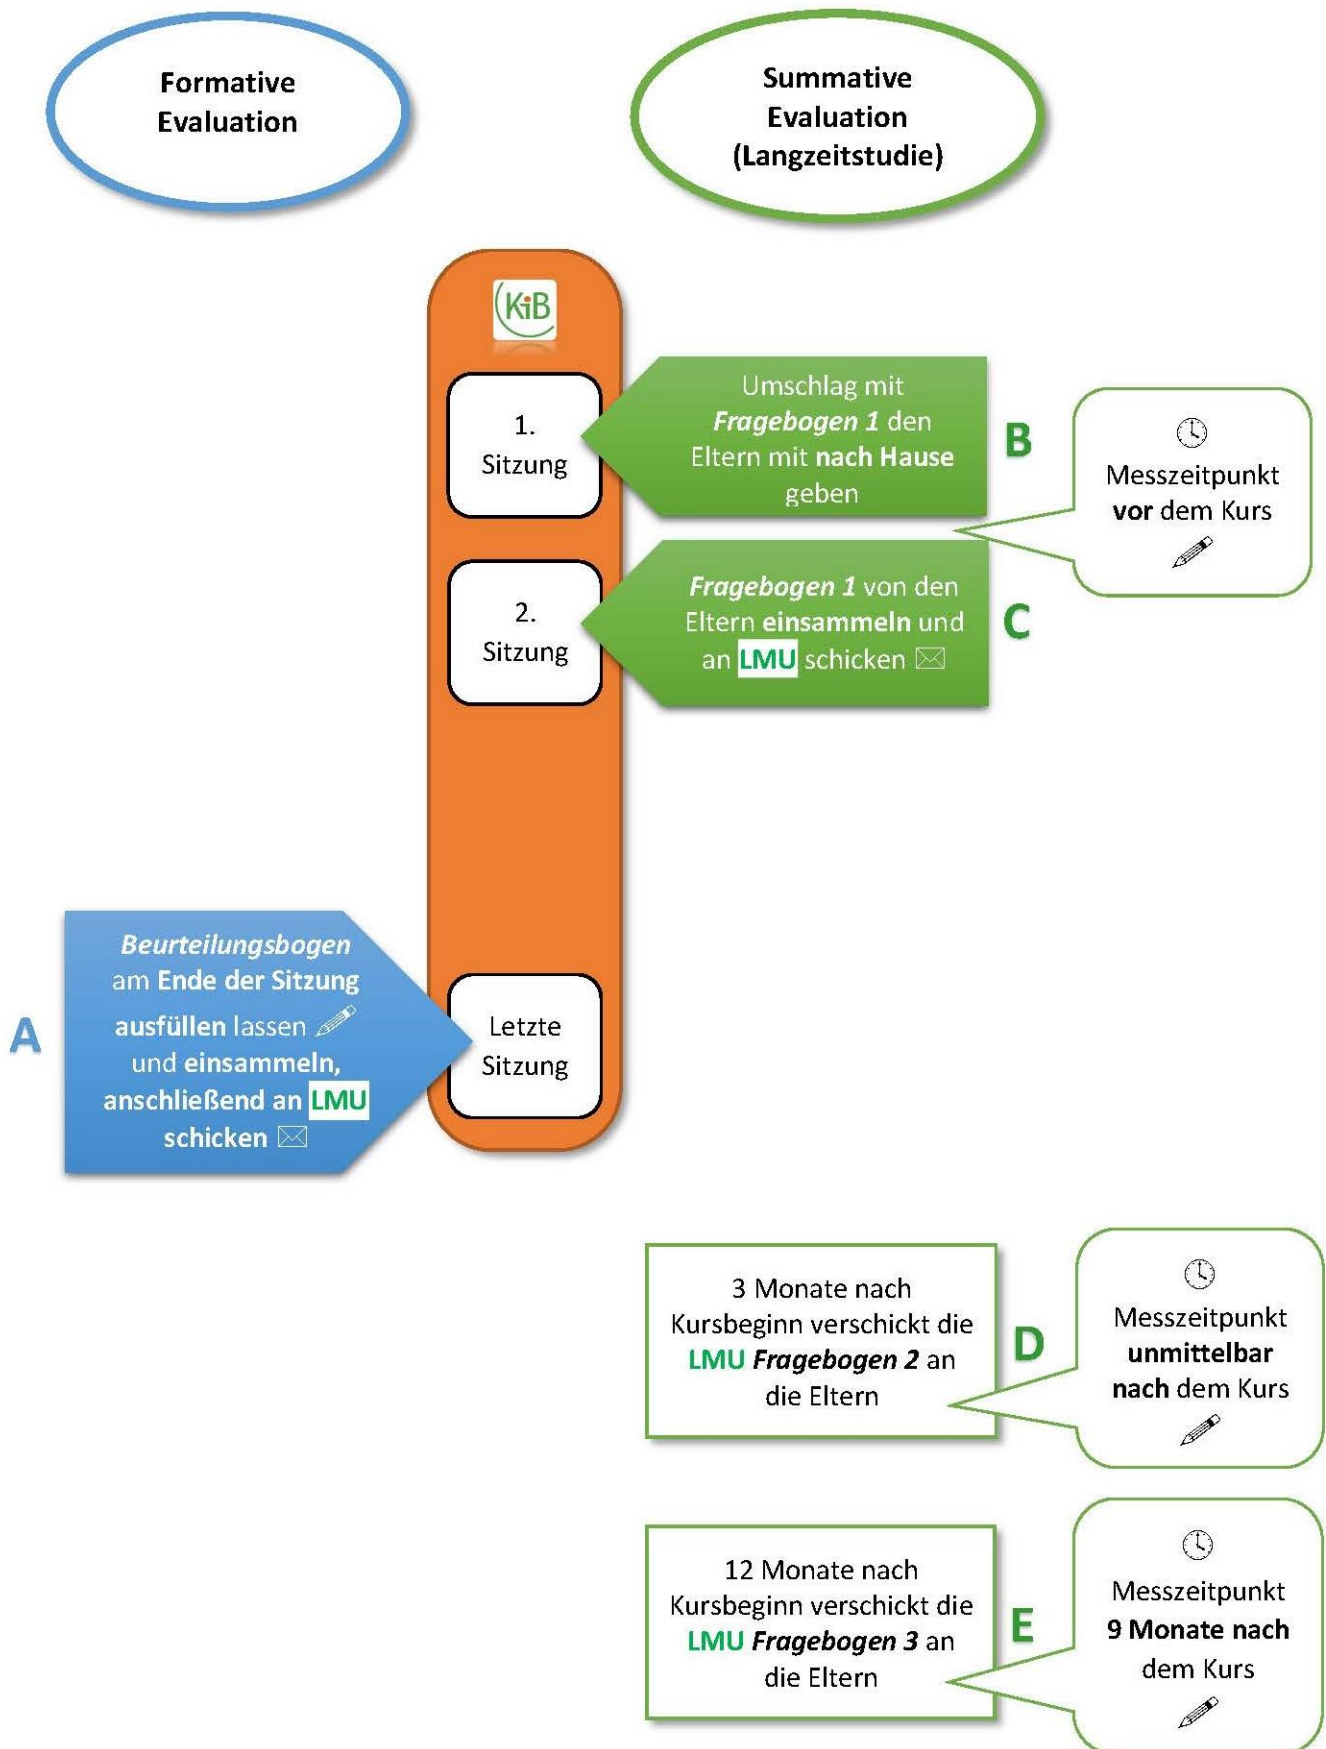 Formative
Evaluation
Summative
Evaluation
(Langzeitstudie)
KiB
1.
Sitzung
Umschlag mit
Fragebogen 1 den
Eltern mit nach Hause
geben
B
Messzeitpunkt
vor dem Kurs
2.
Sitzung
Fragebogen 1 von den
Eltern einsammeln und
an LMU schicken
C
A
Beurteilungsbogen
am Ende der Sitzung
ausfüllen lassen
und einsammeln,
anschließend an LMU
schicken
Letzte
Sitzung
3 Monate nach
Kursbeginn verschickt die
LMU Fragebogen 2 an
die Eltern
D
Messzeitpunkt
unmittelbar
nach dem Kurs
12 Monate nach
Kursbeginn verschickt die
LMU Fragebogen 3 an
die Eltern
E
Messzeitpunkt
9 Monate nach
dem Kurs